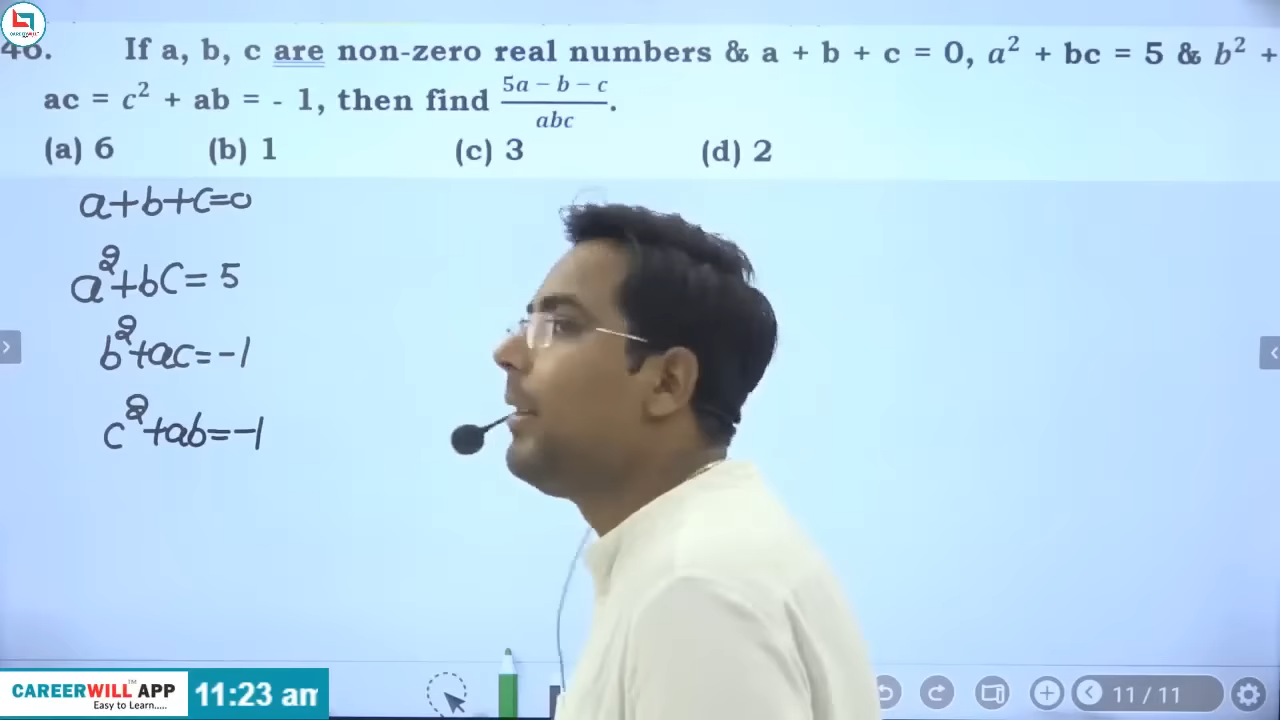 CAREERWILL
46. If a, b, c are non-zero real numbers & a + b + c = 0, a² + bc = 5 & b² +
ac = c² + ab = - 1, then find (5a − b − c)/abc.
(a) 6 (b) 1 (c) 3 (d) 2
a+b+c=0
a²+bc=5
b²+ac=-1
c²+ab=-1
CAREERWILL™APP
Easy to Learn.....
11:23 am
11 / 11